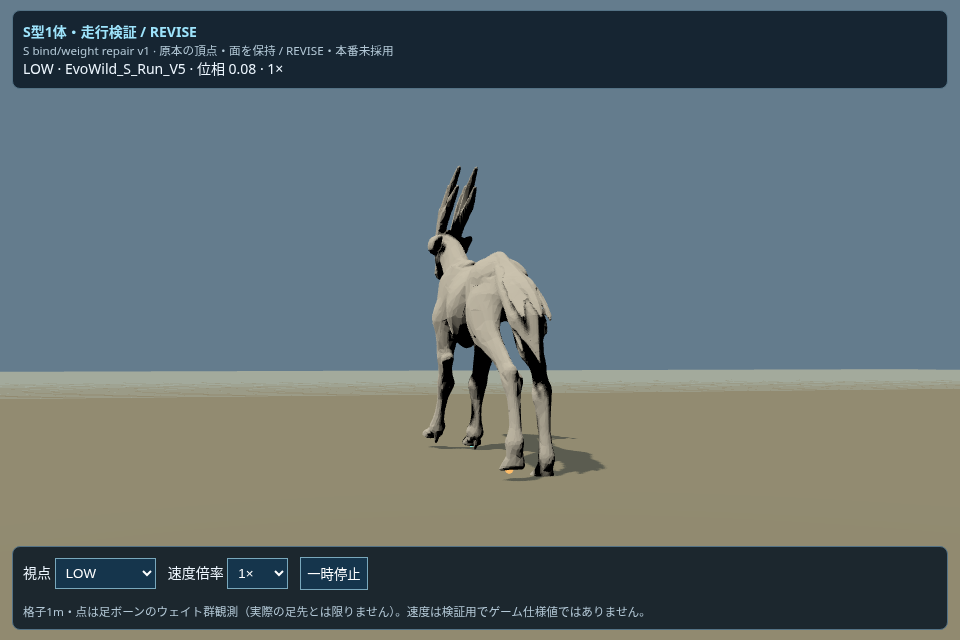 S型1体・走行検証 / REVISE
S bind/weight repair v1 · 原本の頂点・面を保持 / REVISE・本番未採用
LOW · EvoWild_S_Run_V5 · 位相 0.08 · 1×
視点 LOW 速度倍率 1× 一時停止
格子1m・点は足ボーンのウェイト群観測（実際の足先とは限りません）。速度は検証用でゲーム仕様値ではありません。